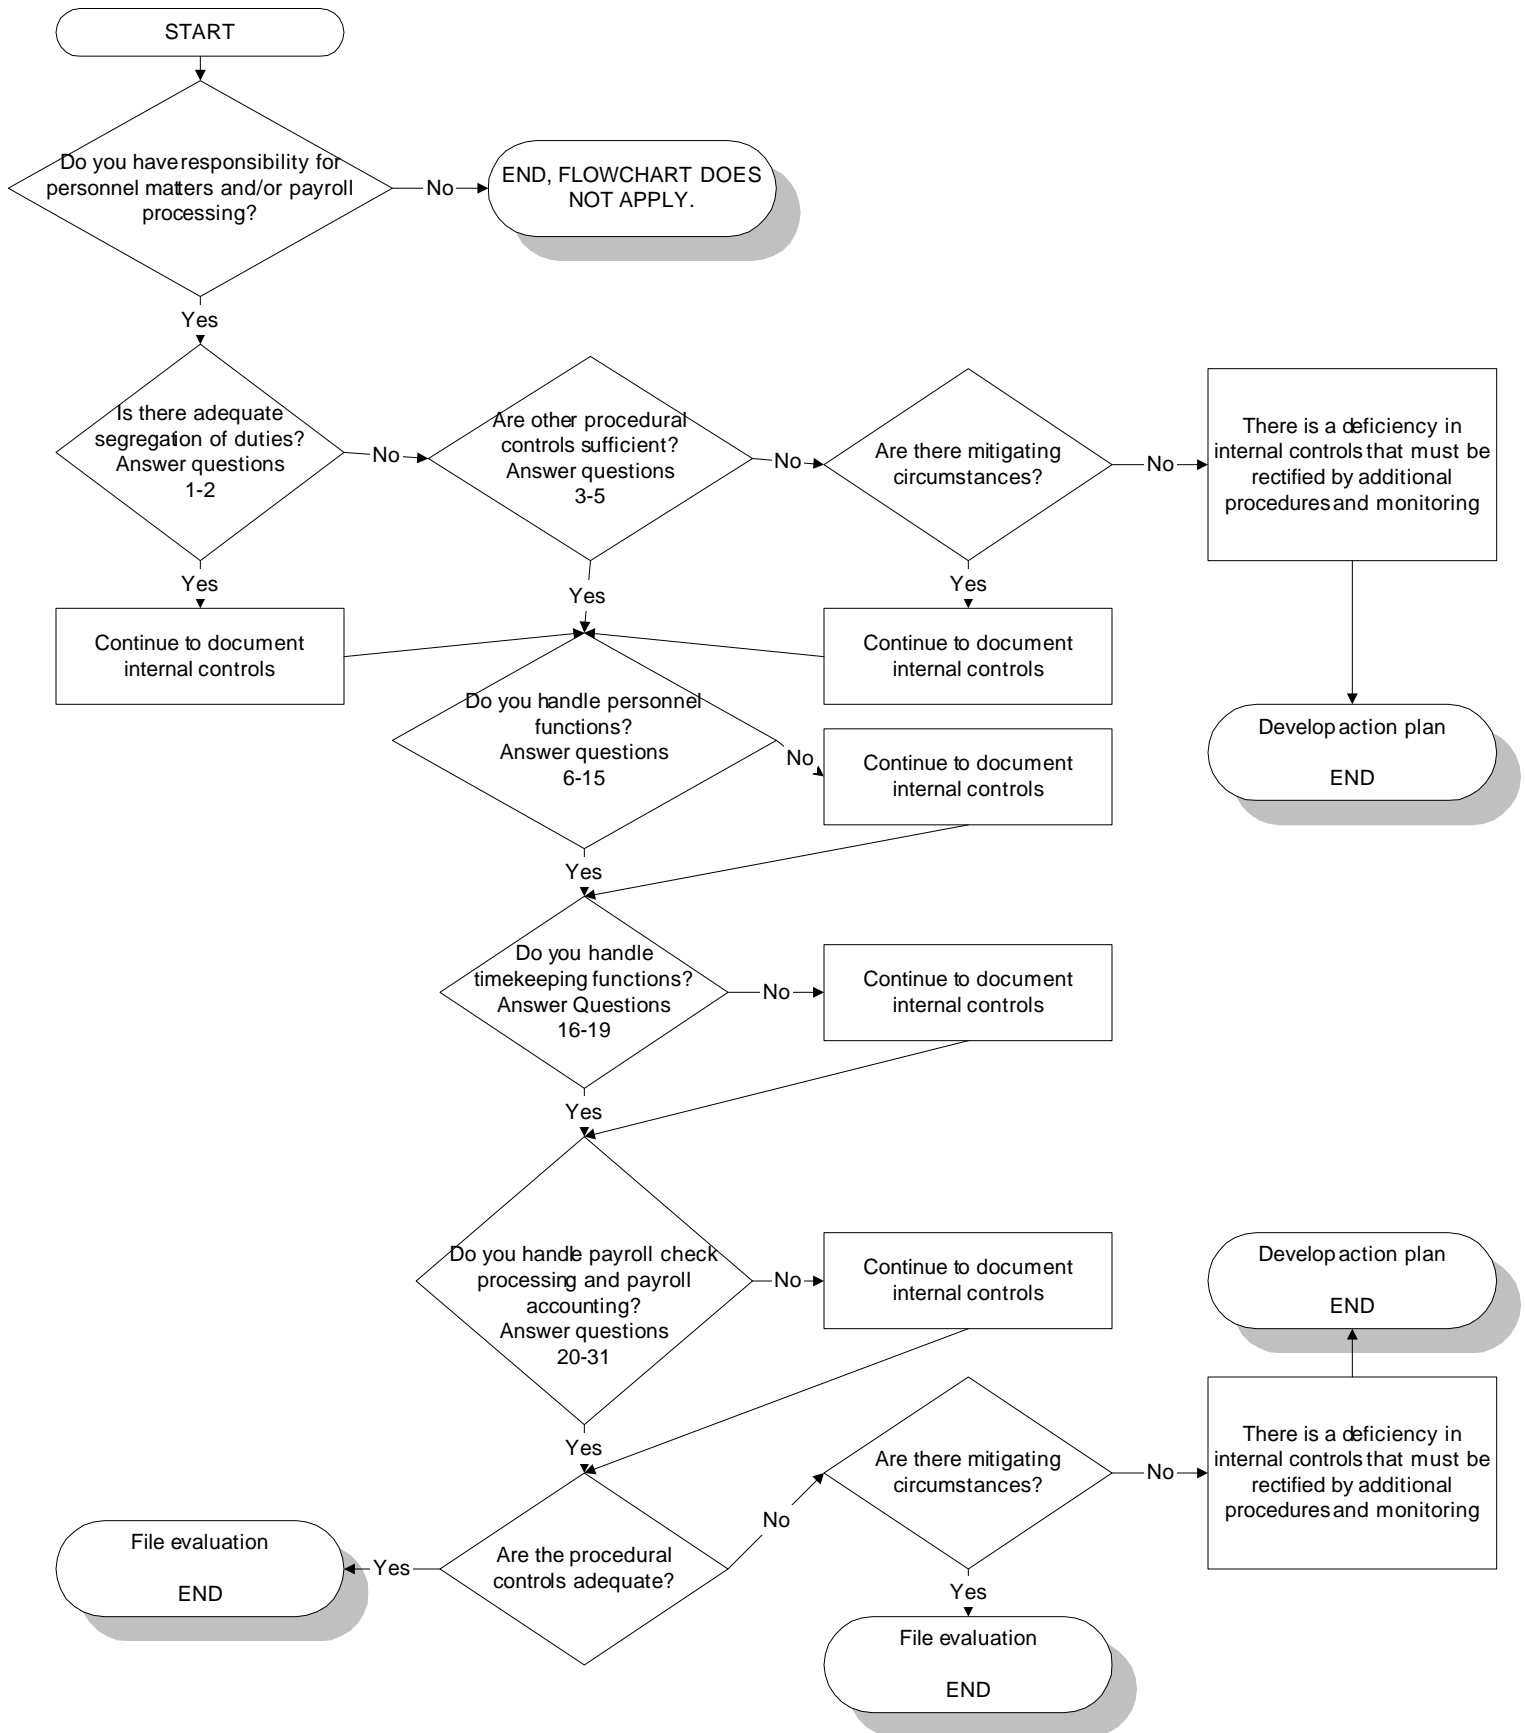 START
Do you have responsibility for
personnel matters and/or payroll
processing?
No
END, FLOWCHART DOES
NOT APPLY.
Yes
Is there adequate
segregation of duties?
Answer questions
1-2
No
Are other procedural
controls sufficient?
Answer questions
3-5
No
Are there mitigating
circumstances?
No
There is a deficiency in
internal controls that must be
rectified by additional
procedures and monitoring
Yes
Yes
Yes
Continue to document
internal controls
Continue to document
internal controls
Do you handle personnel
functions?
Answer questions
6-15
No
Continue to document
internal controls
Develop action plan
END
Yes
Do you handle
timekeeping functions?
Answer Questions
16-19
No
Continue to document
internal controls
Yes
Do you handle payroll check
processing and payroll
accounting?
Answer questions
20-31
No
Continue to document
internal controls
Develop action plan
END
Yes
Are there mitigating
circumstances?
No
There is a deficiency in
internal controls that must be
rectified by additional
procedures and monitoring
No
File evaluation
END
Yes
Are the procedural
controls adequate?
Yes
File evaluation
END